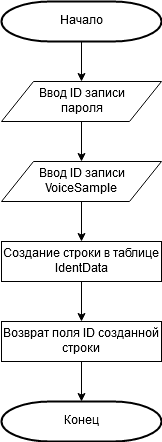 Начало
Ввод ID записи
пароля
Ввод ID записи
VoiceSample
Создание строки в таблице
IdentData
Возврат поля ID созданной
строки
Конец